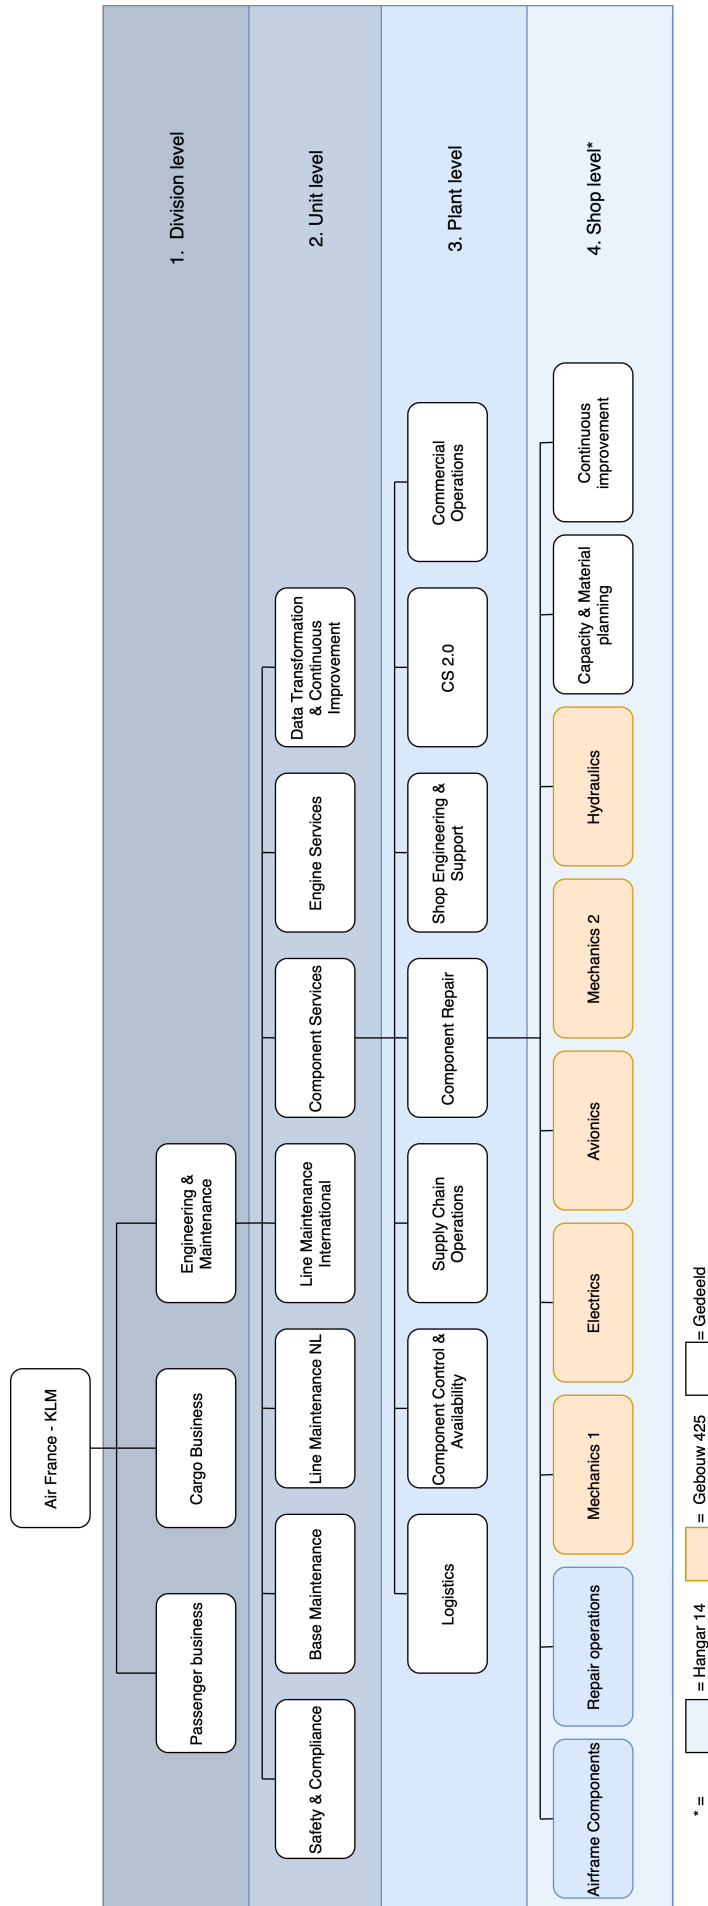 Air France - KLM
1. Division level
Passenger business
Cargo Business
Engineering &
Maintenance
2. Unit level
Safety & Compliance
Base Maintenance
Line Maintenance NL
Line Maintenance
International
Component Services
Engine Services
Data Transformation
& Continuous
Improvement
3. Plant level
Logistics
Component Control &
Availability
Supply Chain
Operations
Component Repair
Shop Engineering &
Support
CS 2.0
Commercial
Operations
4. Shop level*
Airframe Components
Repair operations
Mechanics 1
Electrics
Avionics
Mechanics 2
Hydraulics
Capacity & Material
planning
Continuous
improvement
* = = Hangar 14 = Gebouw 425 = Gedeeld